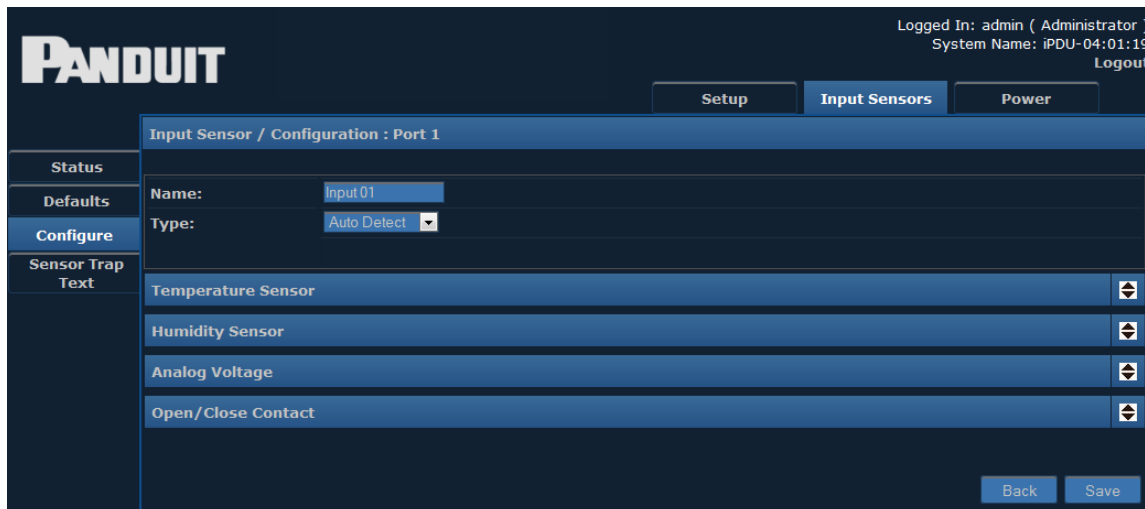 Logged In: admin ( Administrator )
System Name: iPDU-04:01:19
Logout
PANDUIT
Setup
Input Sensors
Power
Input Sensor / Configuration : Port 1
Status
Defaults
Configure
Sensor Trap
Text
Name:
Input 01
Type:
Auto Detect
Temperature Sensor
Humidity Sensor
Analog Voltage
Open/Close Contact
Back
Save